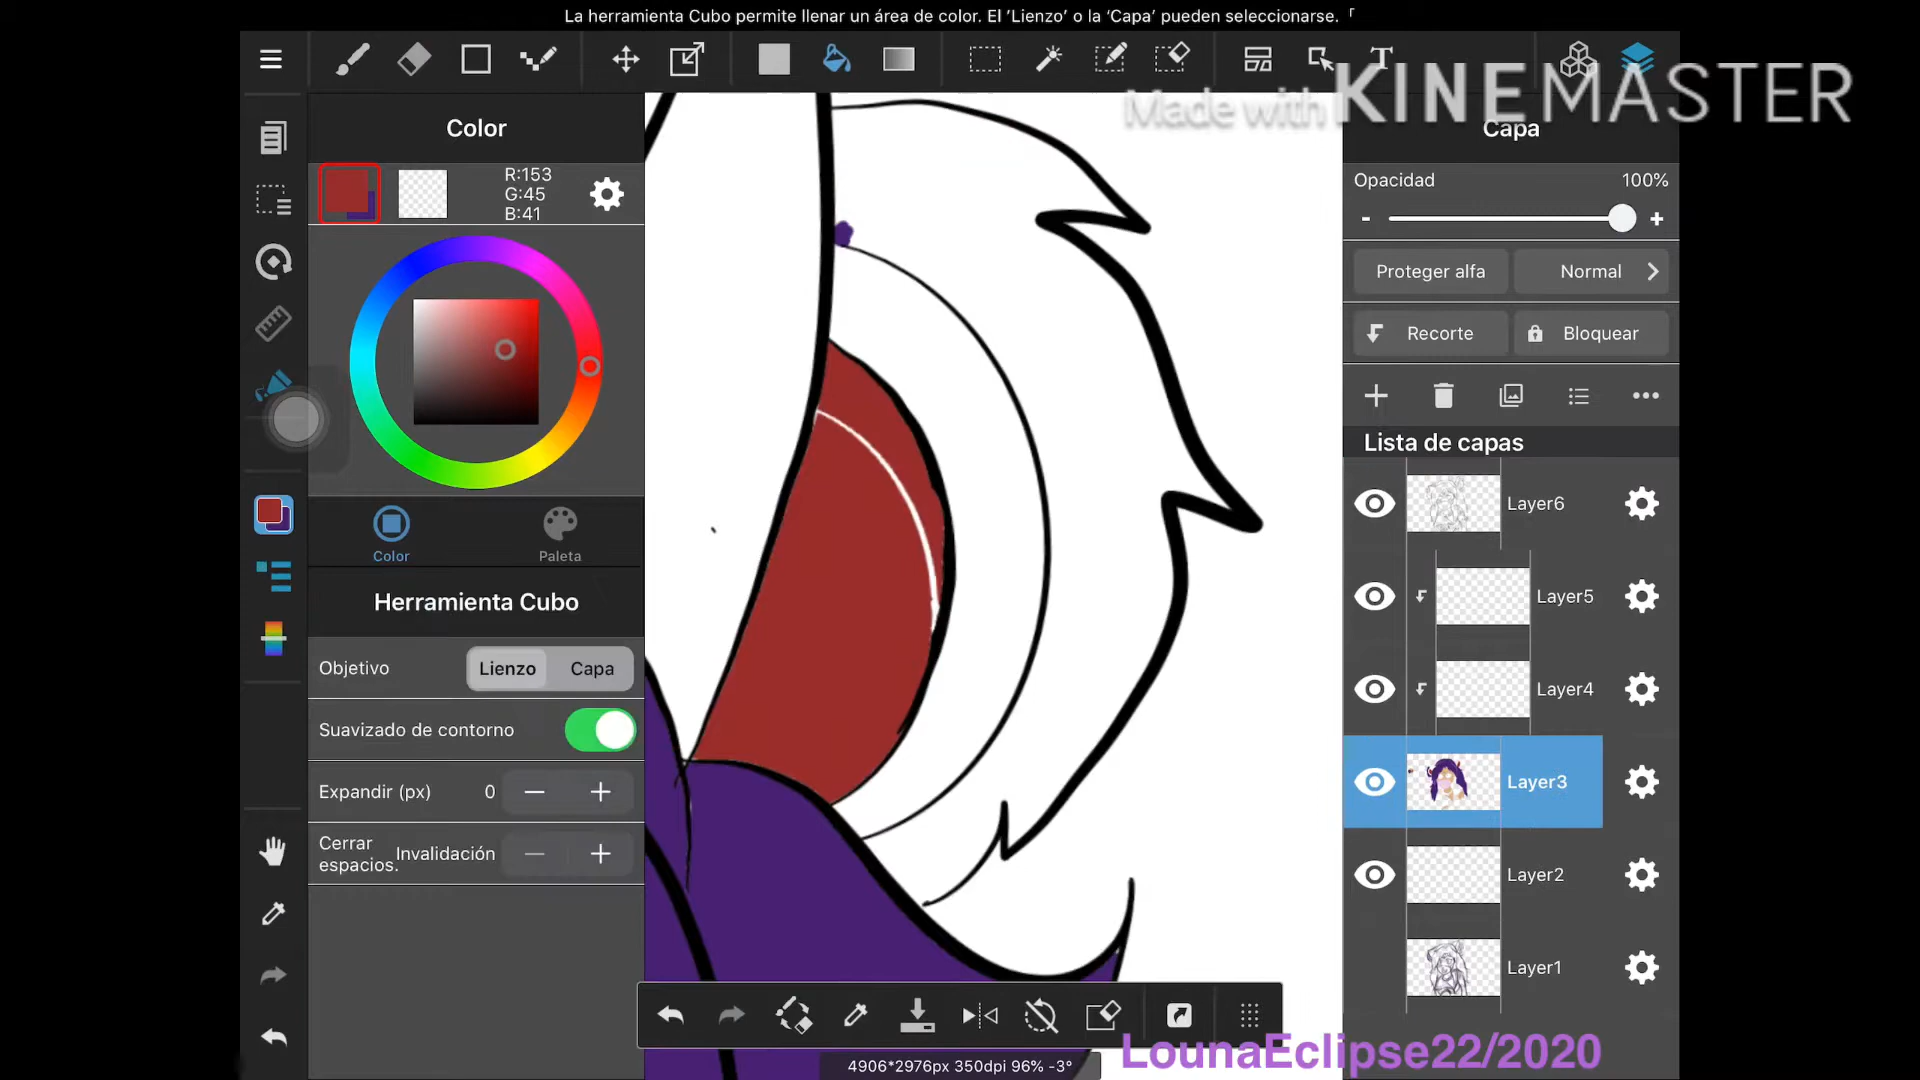 La herramienta Cubo permite llenar un área de color. El 'Lienzo' o la 'Capa' pueden seleccionarse. 「
Made with KINEMASTER
Color
Capa
R:153
G:45
B:41
Opacidad 100%
- +
Proteger alfa Normal
Recorte Bloquear
Lista de capas
Layer6
Color Paleta
Layer5
Herramienta Cubo
Objetivo Lienzo Capa
Layer4
Suavizado de contorno
Expandir (px) 0
Layer3
Cerrar espacios. Invalidación
Layer2
Layer1
LounaEclipse22/2020
4906*2976px 350dpi 96% -3°